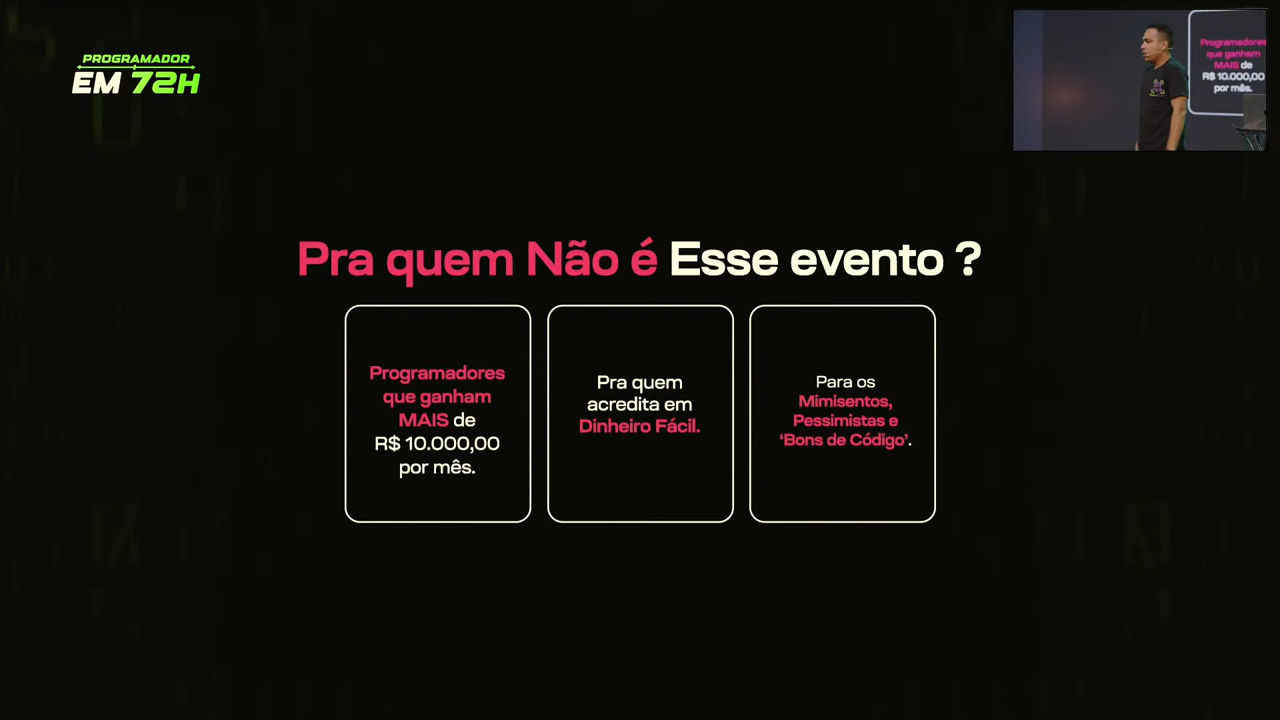 PROGRAMADOR
EM 72H
Programadores
que ganham
MAIS de
R$ 10.000,00
por mês.
Pra quem Não é Esse evento ?
Programadores
que ganham
MAIS de
R$ 10.000,00
por mês.
Pra quem
acredita em
Dinheiro Fácil.
Para os
Mimisentos,
Pessimistas e
‘Bons de Código’.